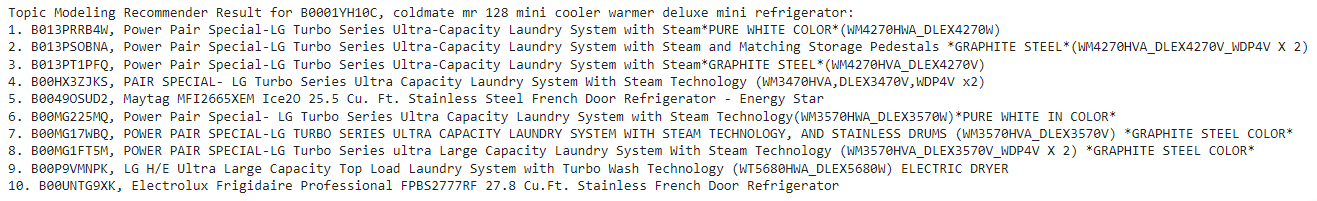 Topic Modeling Recommender Result for B0001YH10C, coldmate mr 128 mini cooler warmer deluxe mini refrigerator:
1. B013PRRB4W, Power Pair Special-LG Turbo Series Ultra-Capacity Laundry System with Steam*PURE WHITE COLOR*(WM4270HWA_DLEX4270W)
2. B013PSOBNA, Power Pair Special-LG Turbo Series Ultra-Capacity Laundry System with Steam and Matching Storage Pedestals *GRAPHITE STEEL*(WM4270HVA_DLEX4270V_WDP4V X 2)
3. B013PT1PFQ, Power Pair Special-LG Turbo Series Ultra-Capacity Laundry System with Steam*GRAPHITE STEEL*(WM4270HVA_DLEX4270V)
4. B00HX3ZJKS, PAIR SPECIAL- LG Turbo Series Ultra Capacity Laundry System With Steam Technology (WM3470HVA,DLEX3470V,WDP4V x2)
5. B0049OSUD2, Maytag MFI2665XEM Ice2O 25.5 Cu. Ft. Stainless Steel French Door Refrigerator - Energy Star
6. B00MG225MQ, Power Pair Special- LG Turbo Series Ultra Capacity Laundry System with Steam Technology(WM3570HWA_DLEX3570W)*PURE WHITE IN COLOR*
7. B00MG17WBQ, POWER PAIR SPECIAL-LG TURBO SERIES ULTRA CAPACITY LAUNDRY SYSTEM WITH STEAM TECHNOLOGY, AND STAINLESS DRUMS (WM3570HVA_DLEX3570V) *GRAPHITE STEEL COLOR*
8. B00MG1FT5M, POWER PAIR SPECIAL-LG Turbo Series ultra Large Capacity Laundry System With Steam Technology (WM3570HVA_DLEX3570V_WDP4V X 2) *GRAPHITE STEEL COLOR*
9. B00P9VMNPK, LG H/E Ultra Large Capacity Top Load Laundry System with Turbo Wash Technology (WT5680HWA_DLEX5680W) ELECTRIC DRYER
10. B00UNTG9XK, Electrolux Frigidaire Professional FPBS2777RF 27.8 Cu.Ft. Stainless French Door Refrigerator